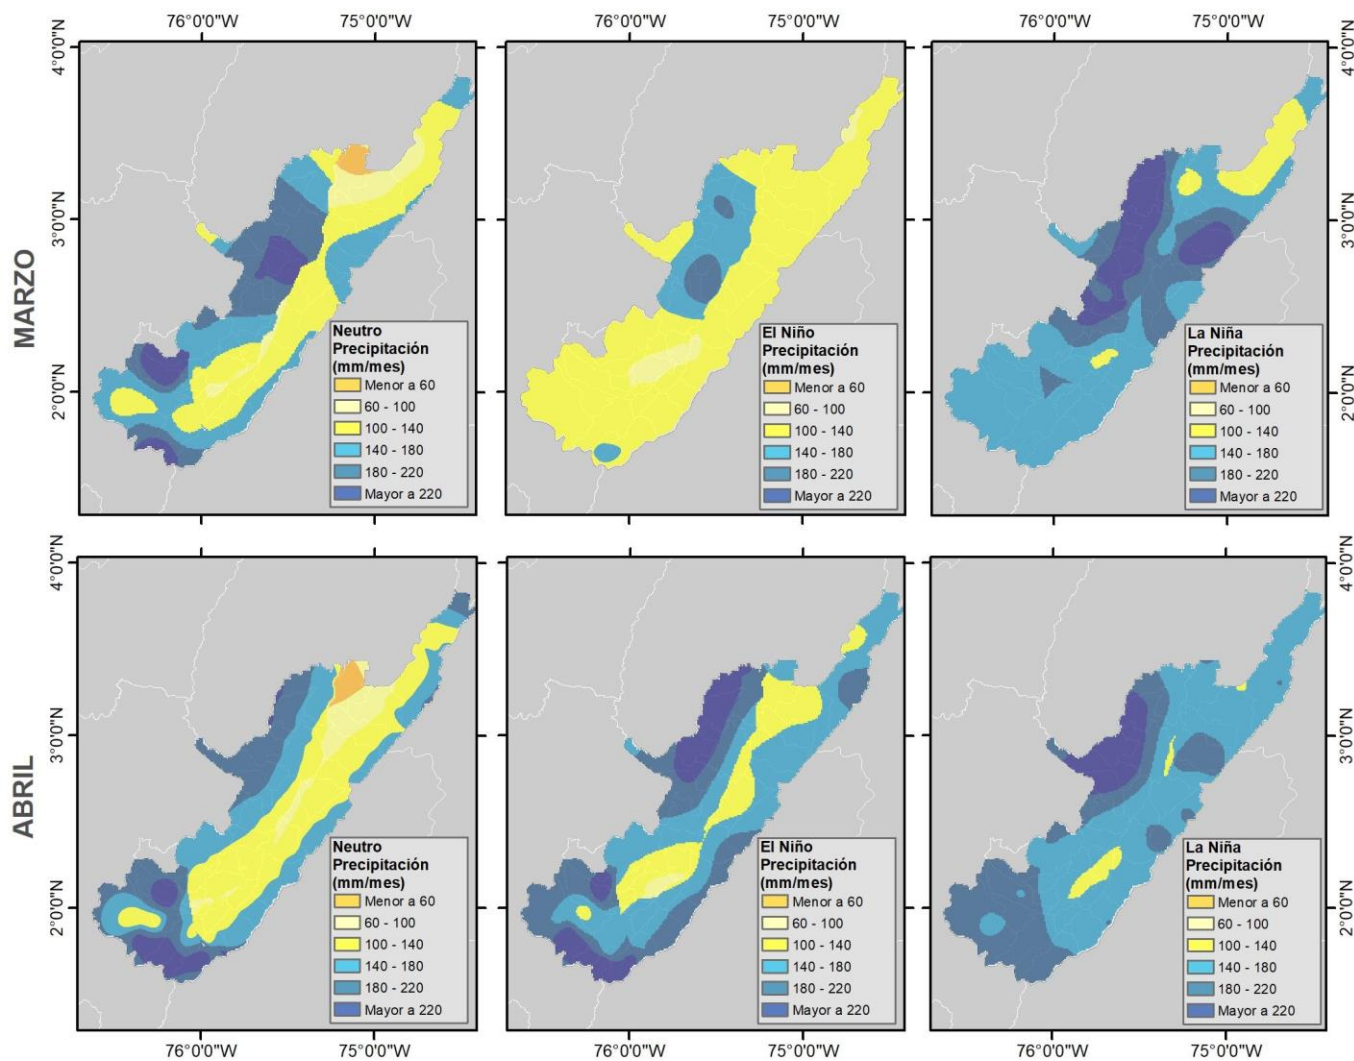 76°0'0"W 75°0'0"W 76°0'0"W 75°0'0"W 76°0'0"W 75°0'0"W
4°0'0"N
3°0'0"N
2°0'0"N
MARZO
Neutro
Precipitación
(mm/mes)
Menor a 60
60 - 100
100 - 140
140 - 180
180 - 220
Mayor a 220
El Niño
Precipitación
(mm/mes)
Menor a 60
60 - 100
100 - 140
140 - 180
180 - 220
Mayor a 220
La Niña
Precipitación
(mm/mes)
Menor a 60
60 - 100
100 - 140
140 - 180
180 - 220
Mayor a 220
4°0'0"N
3°0'0"N
2°0'0"N
4°0'0"N
3°0'0"N
2°0'0"N
ABRIL
Neutro
Precipitación
(mm/mes)
Menor a 60
60 - 100
100 - 140
140 - 180
180 - 220
Mayor a 220
El Niño
Precipitación
(mm/mes)
Menor a 60
60 - 100
100 - 140
140 - 180
180 - 220
Mayor a 220
La Niña
Precipitación
(mm/mes)
Menor a 60
60 - 100
100 - 140
140 - 180
180 - 220
Mayor a 220
4°0'0"N
3°0'0"N
2°0'0"N
76°0'0"W 75°0'0"W 76°0'0"W 75°0'0"W 76°0'0"W 75°0'0"W